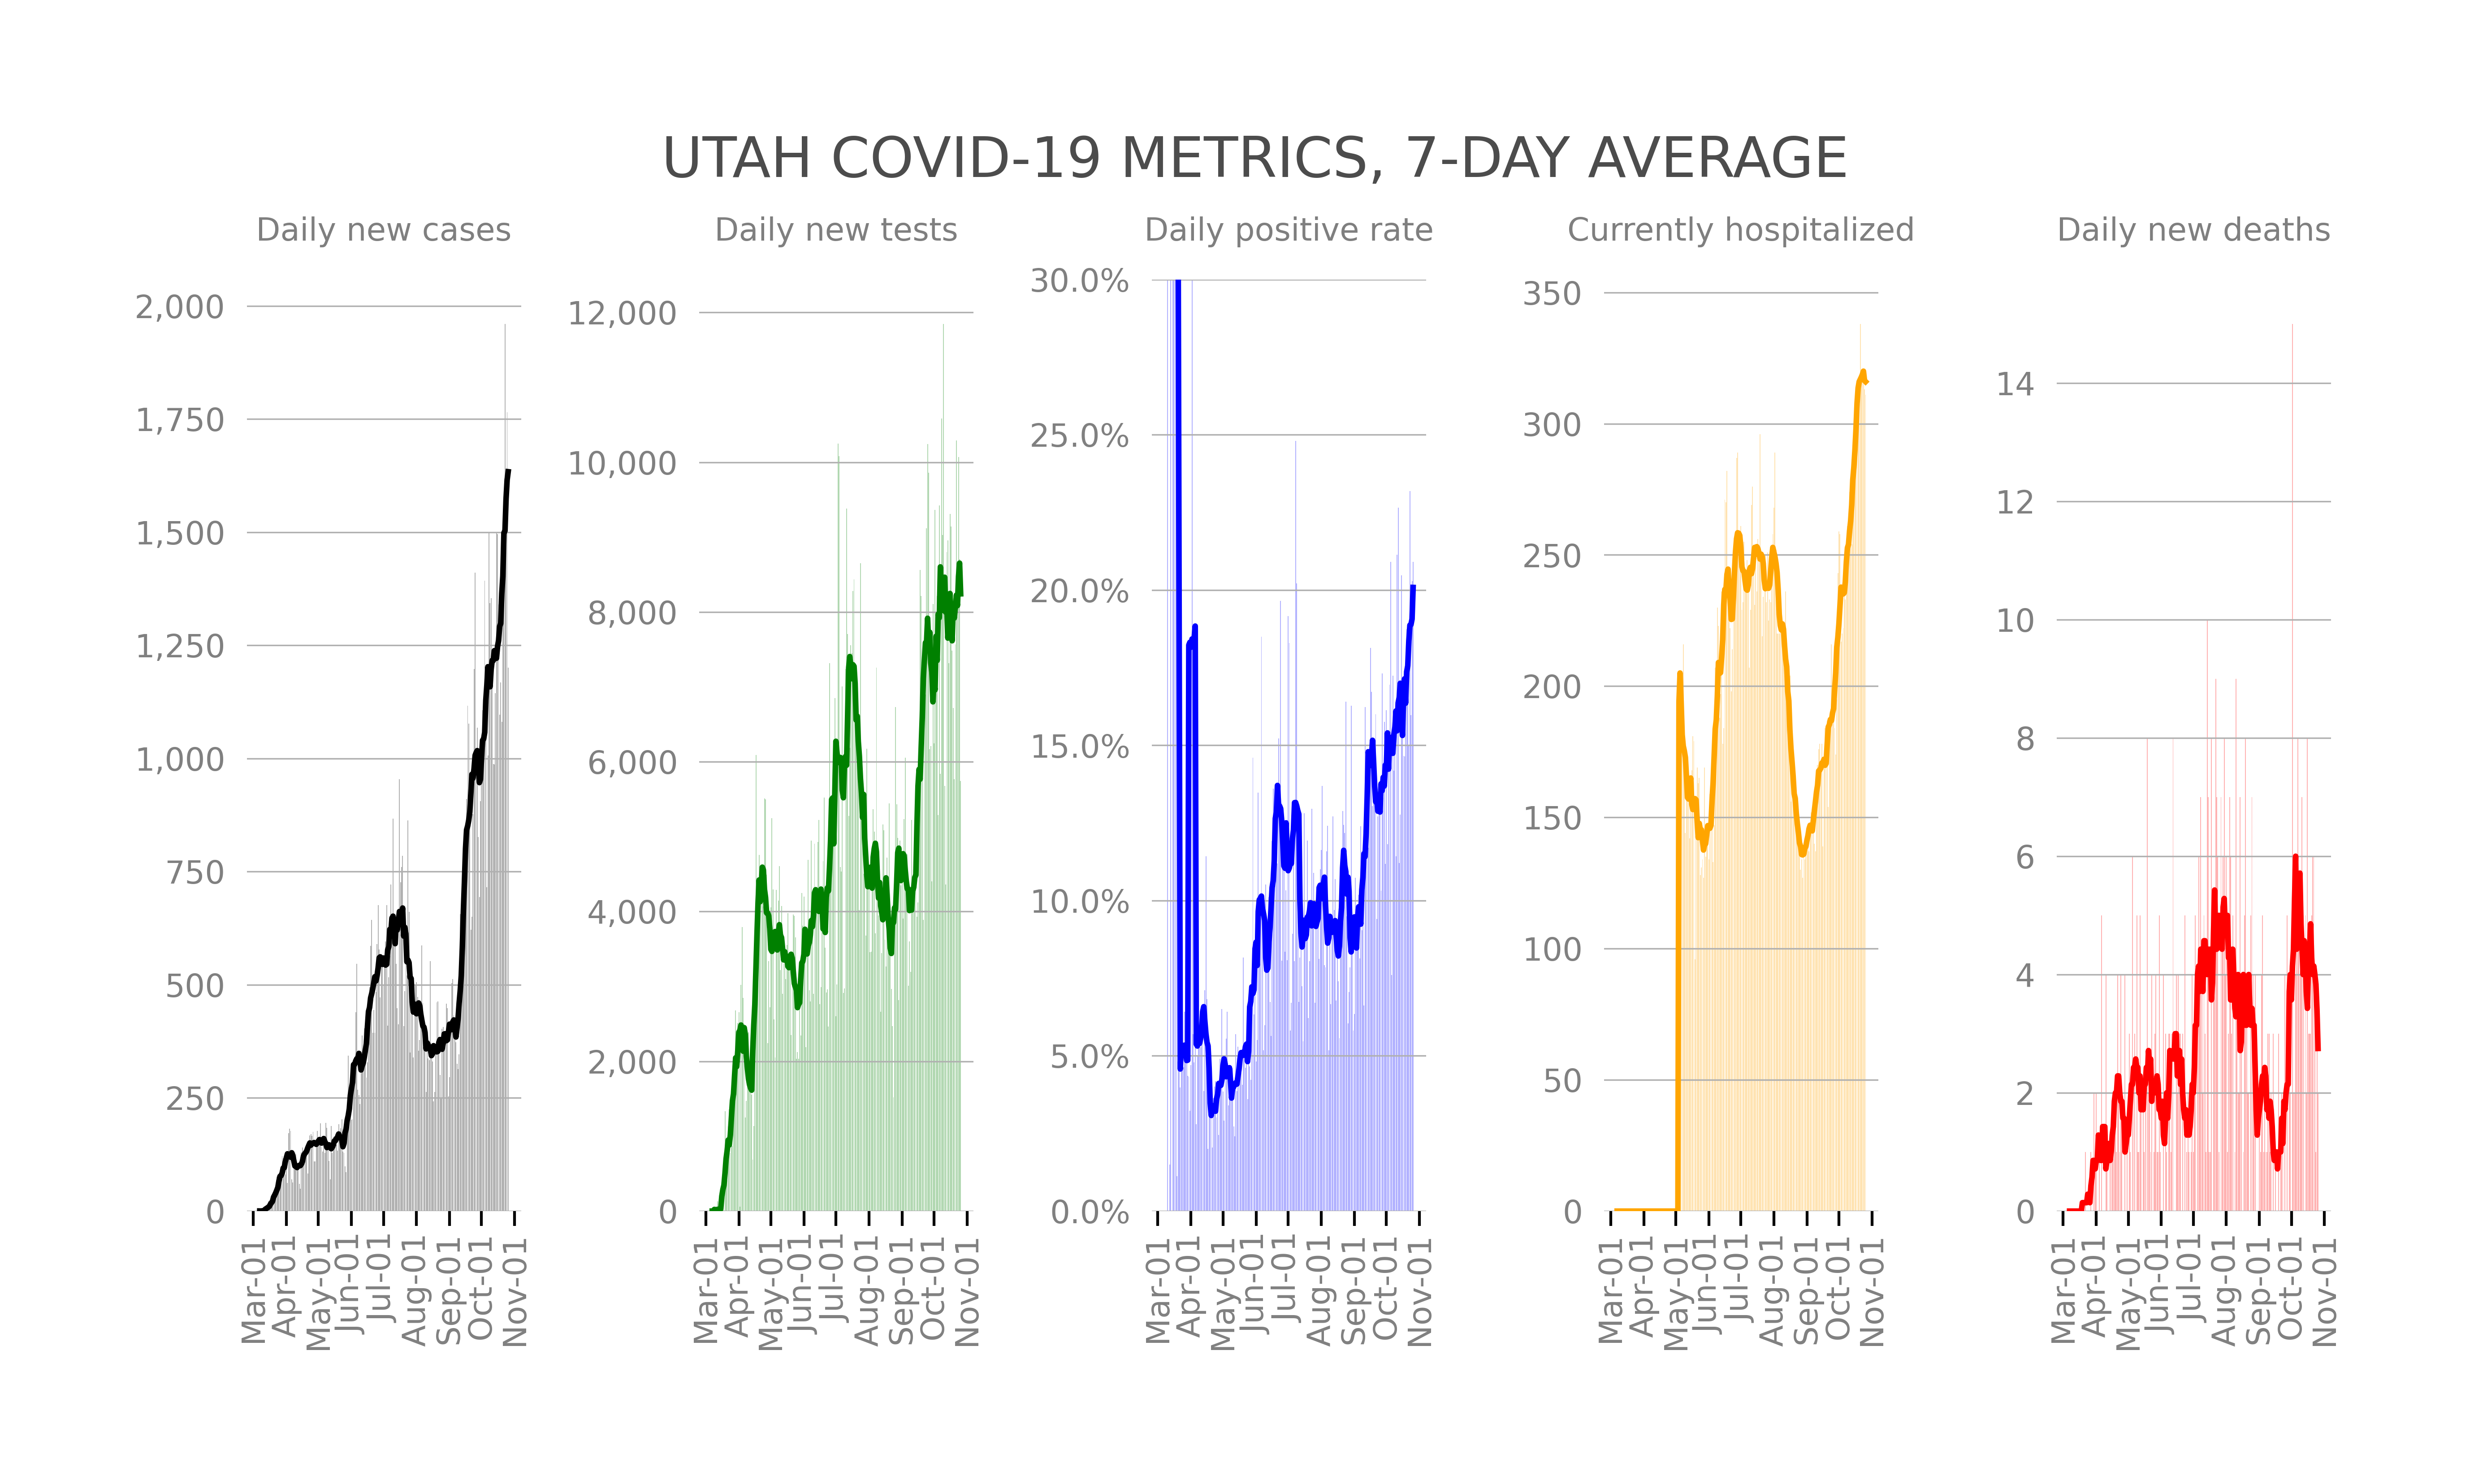 UTAH COVID-19 METRICS, 7-DAY AVERAGE
Daily new cases
2,000
1,750
1,500
1,250
1,000
750
500
250
0
Mar-01
Apr-01
May-01
Jun-01
Jul-01
Aug-01
Sep-01
Oct-01
Nov-01
Daily new tests
12,000
10,000
8,000
6,000
4,000
2,000
0
Mar-01
Apr-01
May-01
Jun-01
Jul-01
Aug-01
Sep-01
Oct-01
Nov-01
Daily positive rate
30.0%
25.0%
20.0%
15.0%
10.0%
5.0%
0.0%
Mar-01
Apr-01
May-01
Jun-01
Jul-01
Aug-01
Sep-01
Oct-01
Nov-01
Currently hospitalized
350
300
250
200
150
100
50
0
Mar-01
Apr-01
May-01
Jun-01
Jul-01
Aug-01
Sep-01
Oct-01
Nov-01
Daily new deaths
14
12
10
8
6
4
2
0
Mar-01
Apr-01
May-01
Jun-01
Jul-01
Aug-01
Sep-01
Oct-01
Nov-01